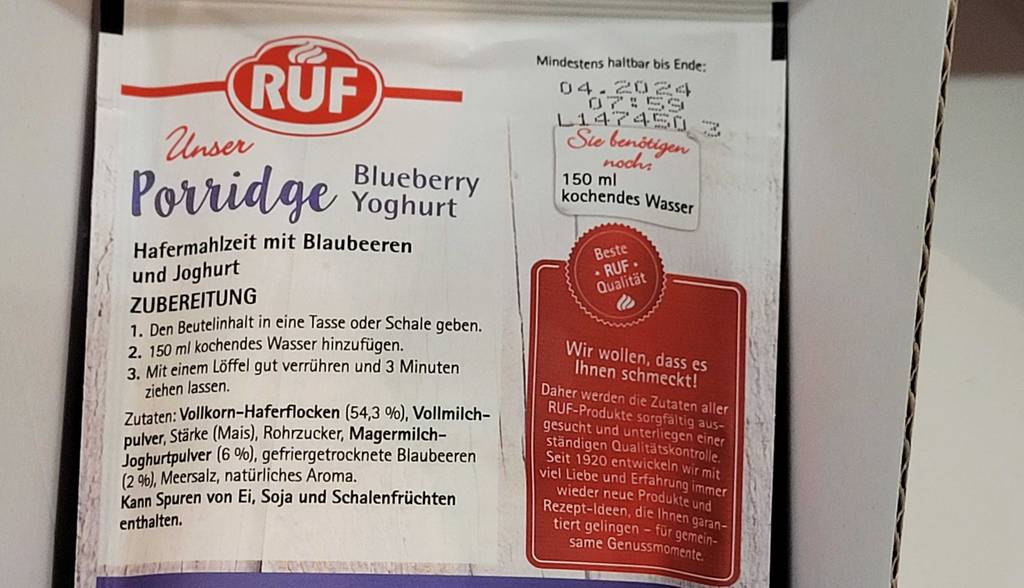 RUF
Unser
Porridge
Blueberry
Yoghurt
Hafermahlzeit mit Blaubeeren
und Joghurt
ZUBEREITUNG
1. Den Beutelinhalt in eine Tasse oder Schale geben.
2. 150 ml kochendes Wasser hinzufügen.
3. Mit einem Löffel gut verrühren und 3 Minuten
ziehen lassen.
Zutaten: Vollkorn-Haferflocken (54,3 %), Vollmilch-
pulver, Stärke (Mais), Rohrzucker, Magermilch-
Joghurtpulver (6 %), gefriergetrocknete Blaubeeren
(2 %), Meersalz, natürliches Aroma.
Kann Spuren von Ei, Soja und Schalenfrüchten
enthalten.
Mindestens haltbar bis Ende:
04.2024
07:59
L147450 3
Sie benötigen
noch:
150 ml
kochendes Wasser
Beste
• RUF •
Qualität
Wir wollen, dass es
Ihnen schmeckt!
Daher werden die Zutaten aller
RUF-Produkte sorgfältig aus-
gesucht und unterliegen einer
ständigen Qualitätskontrolle.
Seit 1920 entwickeln wir mit
viel Liebe und Erfahrung immer
wieder neue Produkte und
Rezept-Ideen, die Ihnen garan-
tiert gelingen – für gemein-
same Genussmomente.